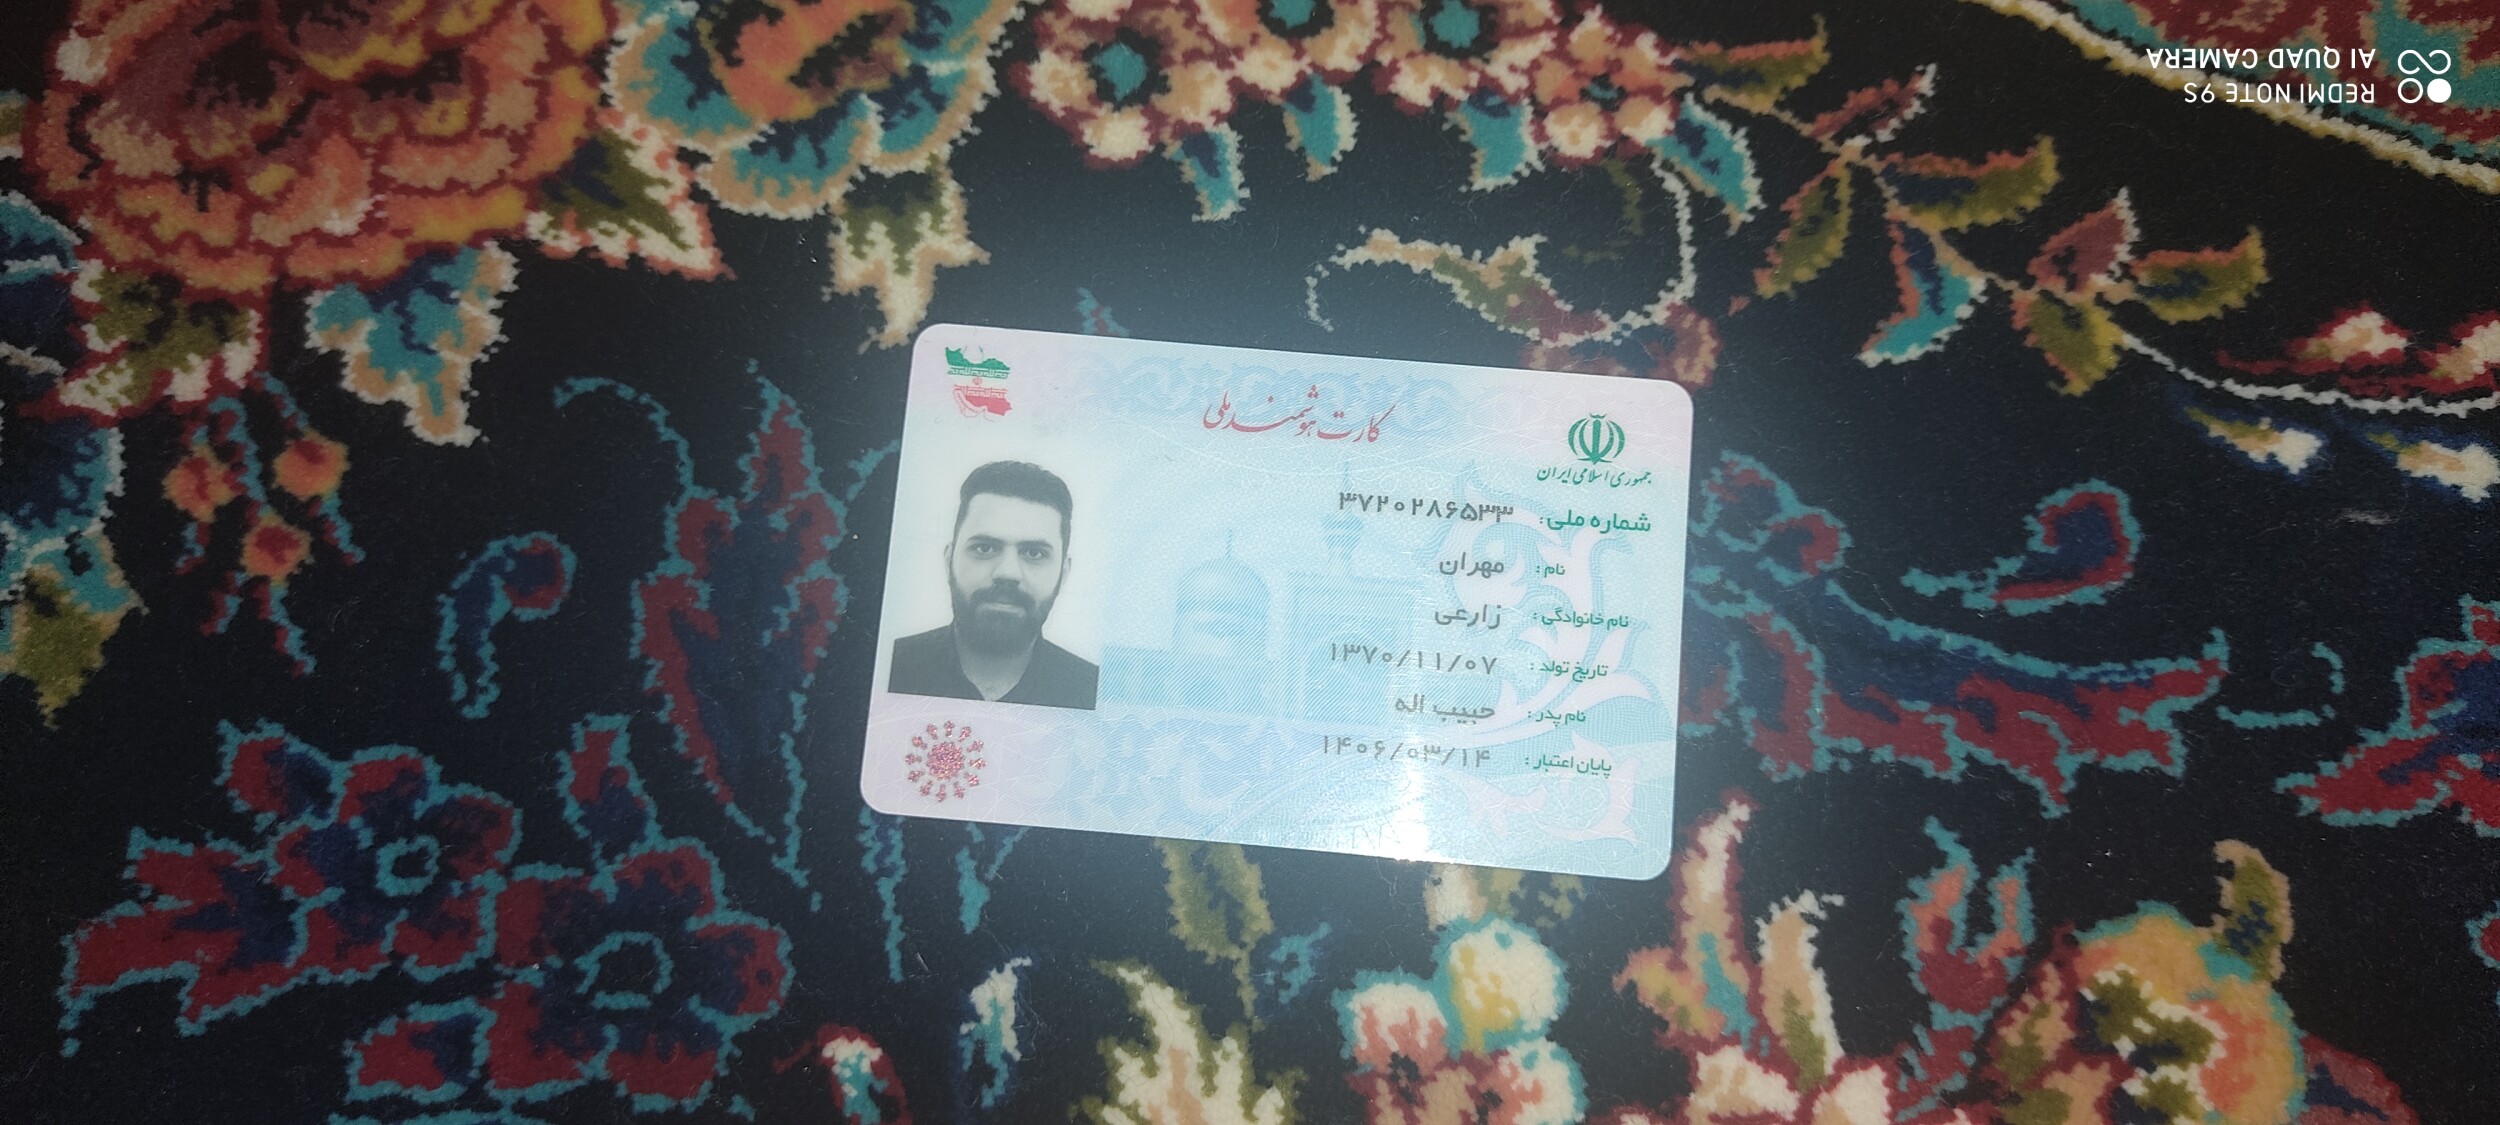 کارت هوشمند ملی
جمهوری اسلامی ایران
شماره ملی: ۳۷۲۰۲۸۶۵۳۳
نام: مهران
نام خانوادگی: زارعی
تاریخ تولد: ۱۳۷۰/۱۱/۰۷
نام پدر: حبیب اله
پایان اعتبار: ۱۴۰۶/۰۳/۱۴
REDMI NOTE 9S
AI QUAD CAMERA